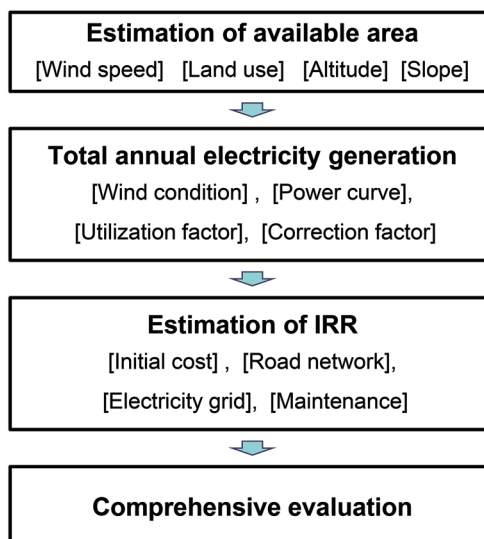 Estimation of available area
[Wind speed] [Land use] [Altitude] [Slope]
Total annual electricity generation
[Wind condition] , [Power curve],
[Utilization factor], [Correction factor]
Estimation of IRR
[Initial cost] , [Road network],
[Electricity grid], [Maintenance]
Comprehensive evaluation